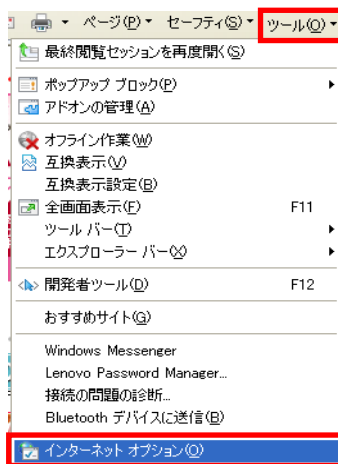 ページ(P) セーフティ(S) ツール(O)
最終閲覧セッションを再度開く(S)
ポップアップ ブロック(P)
アドオンの管理(A)
オフライン作業(W)
互換表示(V)
互換表示設定(B)
全画面表示(F) F11
ツール バー(T)
エクスプローラー バー(X)
開発者ツール(D) F12
おすすめサイト(G)
Windows Messenger
Lenovo Password Manager...
接続の問題の診断...
Bluetooth デバイスに送信(B)
インターネット オプション(O)